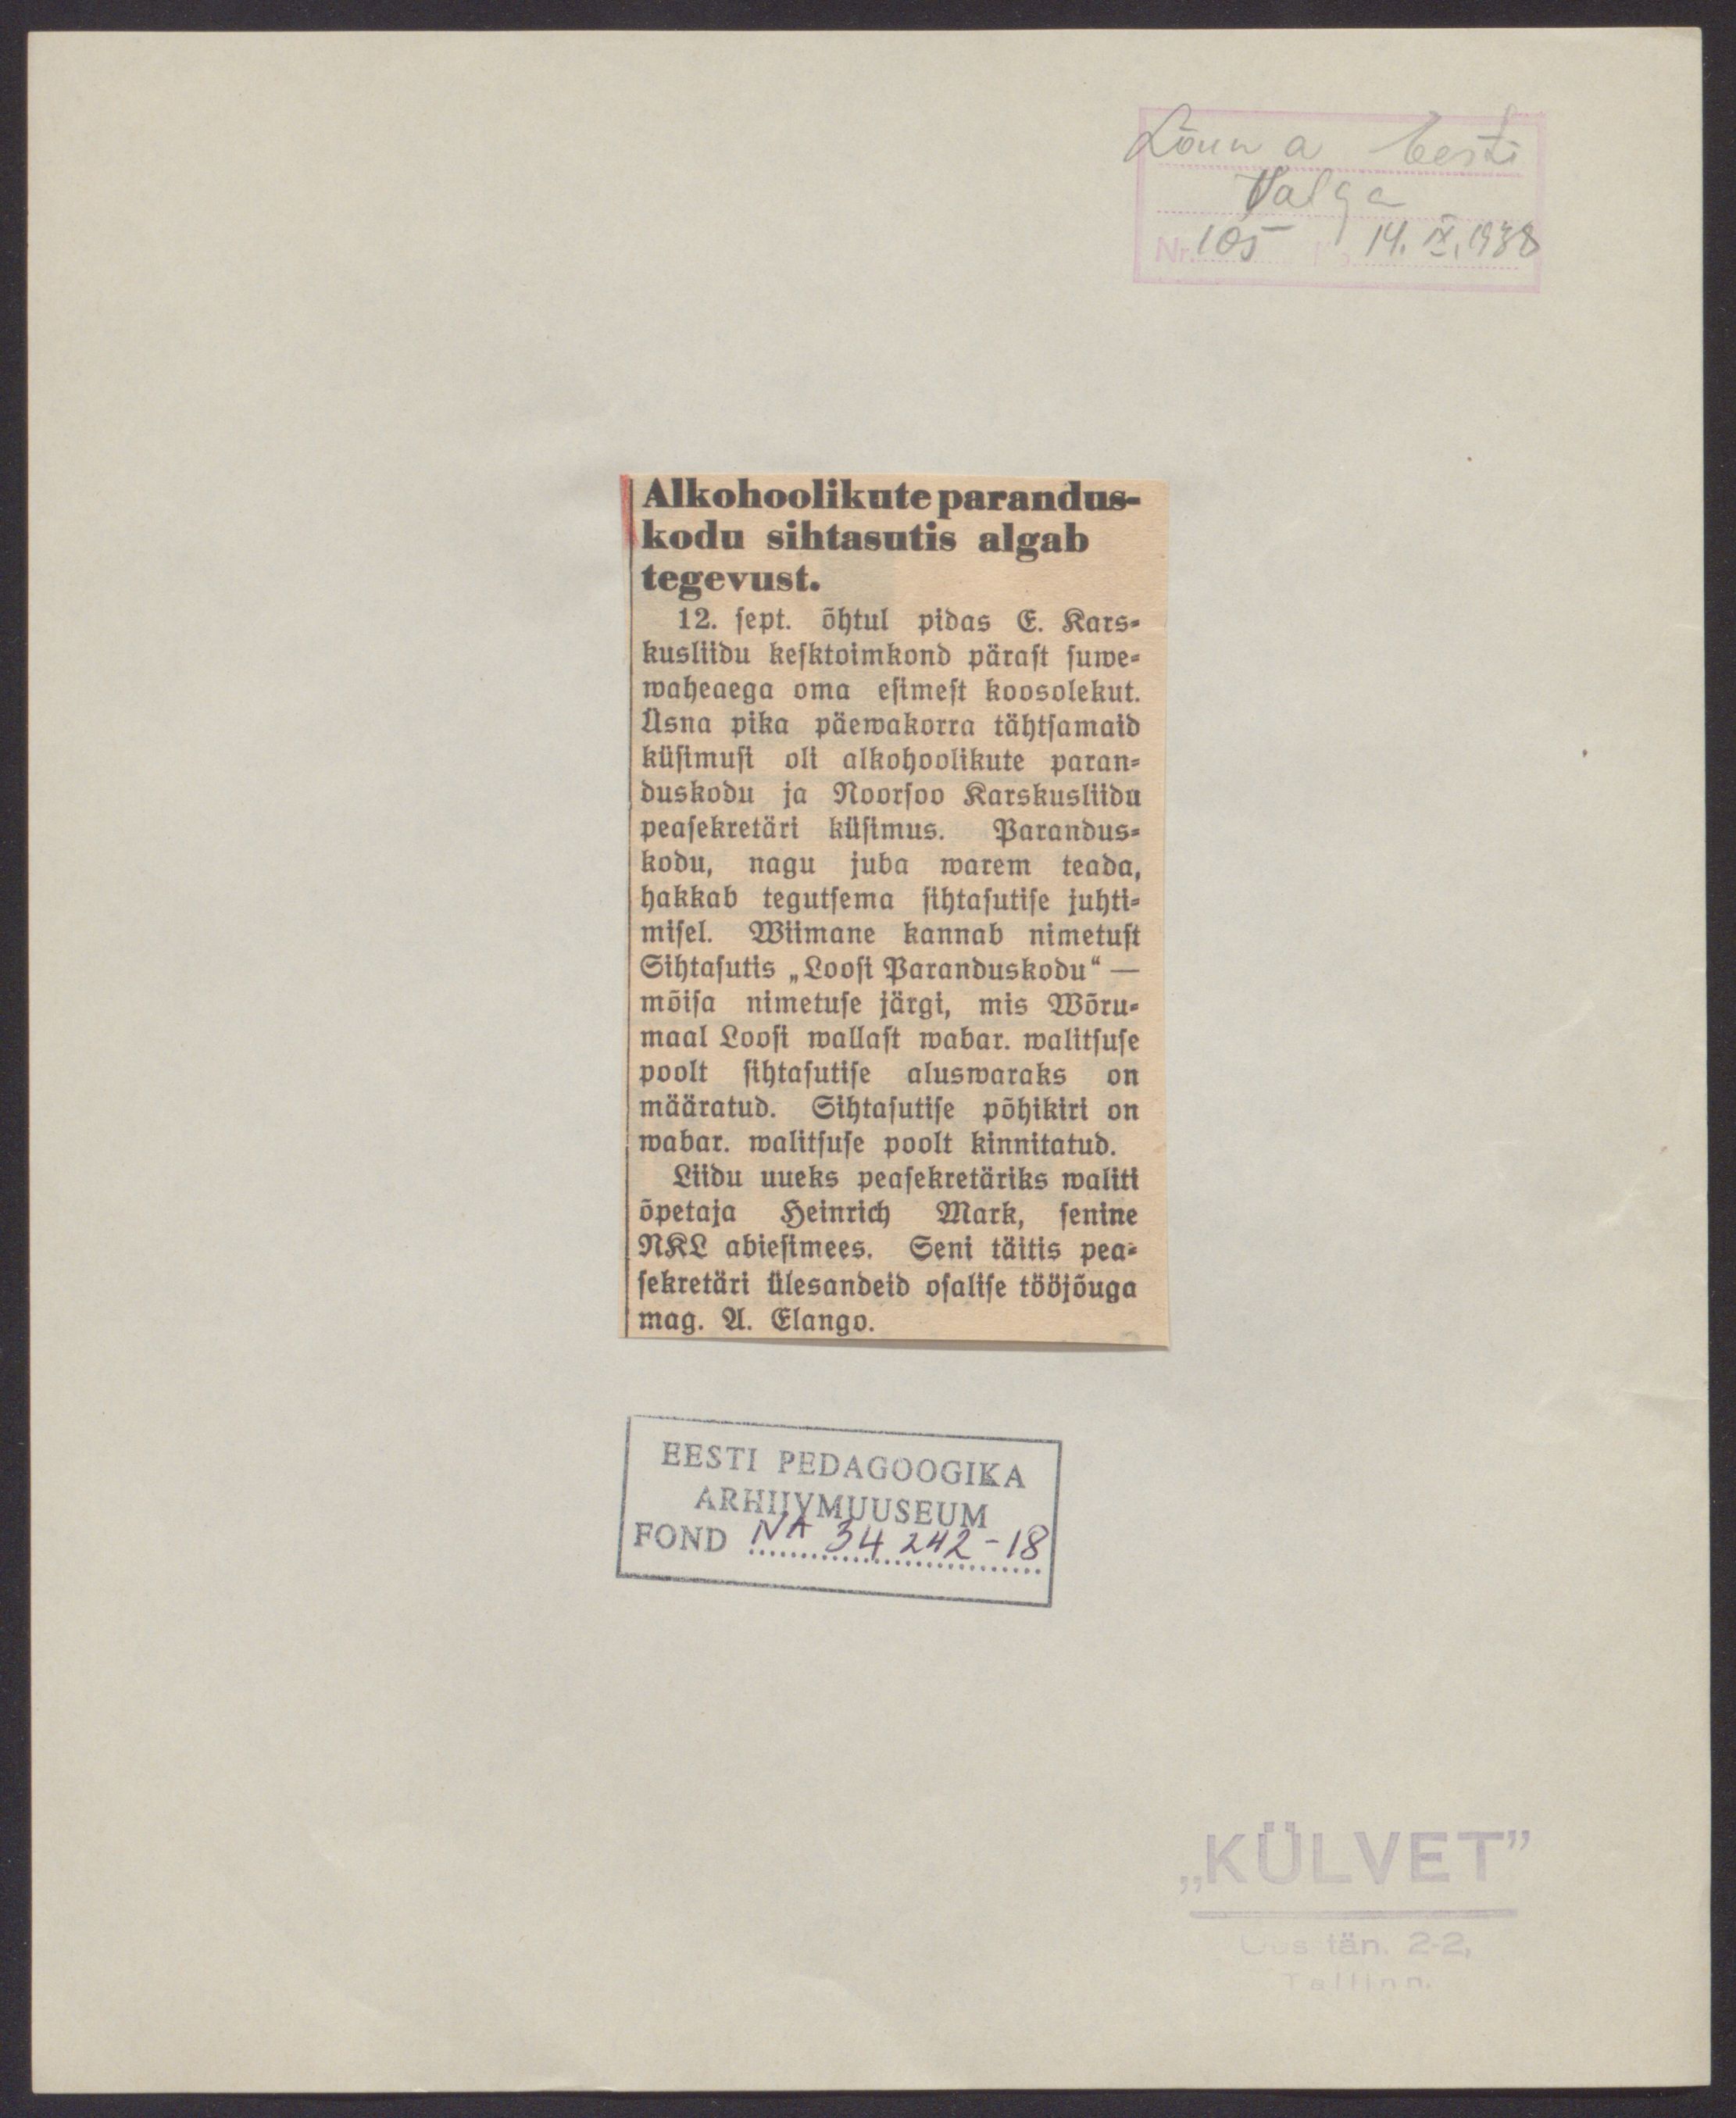 Lõuna Eesti
Valga
Nr. 105 14. IX. 1938
Alkohoolikute parandus-
kodu sihtasutis algab
tegevust.
12. sept. õhtul pidas E. Kars-
kusliidu kesktoimkond pärast suwe-
waheaega oma esimest koosolekut.
Üsna pika päewakorra tähtsamaid
küsimusi oli alkohoolikute paran-
duskodu ja Noorsoo Karskusliidu
peasekretäri küsimus. Parandus-
kodu, nagu juba warem teada,
hakkab tegutsema sihtasutise juhti-
misel. Wiimane kannab nimetust
Sihtasutis „Loosi Paranduskodu“ —
mõisa nimetuse järgi, mis Wõru-
maal Loosi wallast wabar. walitsuse
poolt sihtasutise aluswaraks on
määratud. Sihtasutise põhikiri on
wabar. walitsuse poolt kinnitatud.
Liidu uueks peasekretäriks waliti
õpetaja Heinrich Mark, senine
NKL abiesimees. Seni täitis pea-
sekretäri ülesandeid osalise tööjõuga
mag. A. Elango.
EESTI PEDAGOOGIKA
ARHIIVMUUSEUM
FOND NA 34 242-18
„KÜLVET”
Uus tän. 2-2,
Tallinn.